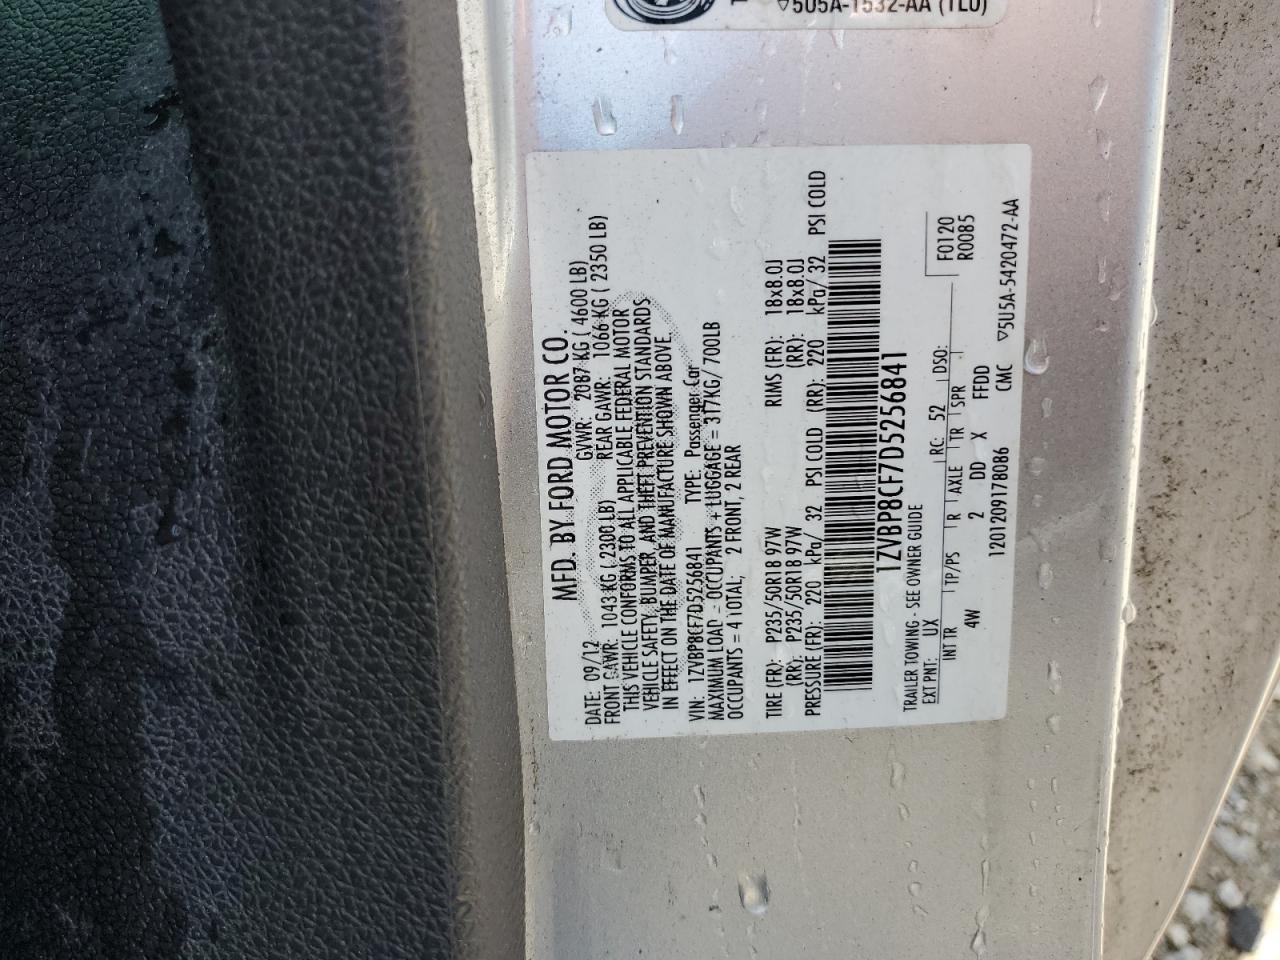 5U5A-1532-AA (TLU)
MFD. BY FORD MOTOR CO.
DATE: 09/12 GVWR: 2087 KG ( 4600 LB)
FRONT GAWR: 1043 KG ( 2300 LB) REAR GAWR: 1066 KG ( 2350 LB)
THIS VEHICLE CONFORMS TO ALL APPLICABLE FEDERAL MOTOR
VEHICLE SAFETY, BUMPER, AND THEFT PREVENTION STANDARDS
IN EFFECT ON THE DATE OF MANUFACTURE SHOWN ABOVE
VIN: 1ZVBP8CF7D5256841 TYPE: Passenger Car
MAXIMUM LOAD = OCCUPANTS + LUGGAGE = 317KG/700LB
OCCUPANTS = 4 TOTAL; 2 FRONT, 2 REAR
TIRE (FR): P235/50R18 97W RIMS (FR): 18x8.0J
(RR): P235/50R18 97W (RR): 18x8.0J
PRESSURE (FR): 220 kPa/ 32 PSI COLD (RR): 220 kPa/ 32 PSI COLD
1ZVBP8CF7D5256841
TRAILER TOWING - SEE OWNER GUIDE
EXT PNT: UX RC: 52 DSO: F0120
INT TR TP/PS R AXLE TR SPR R0085
4W 2 DD X FFDD
1201209178086 CMC ▽5U5A-5420472-AA